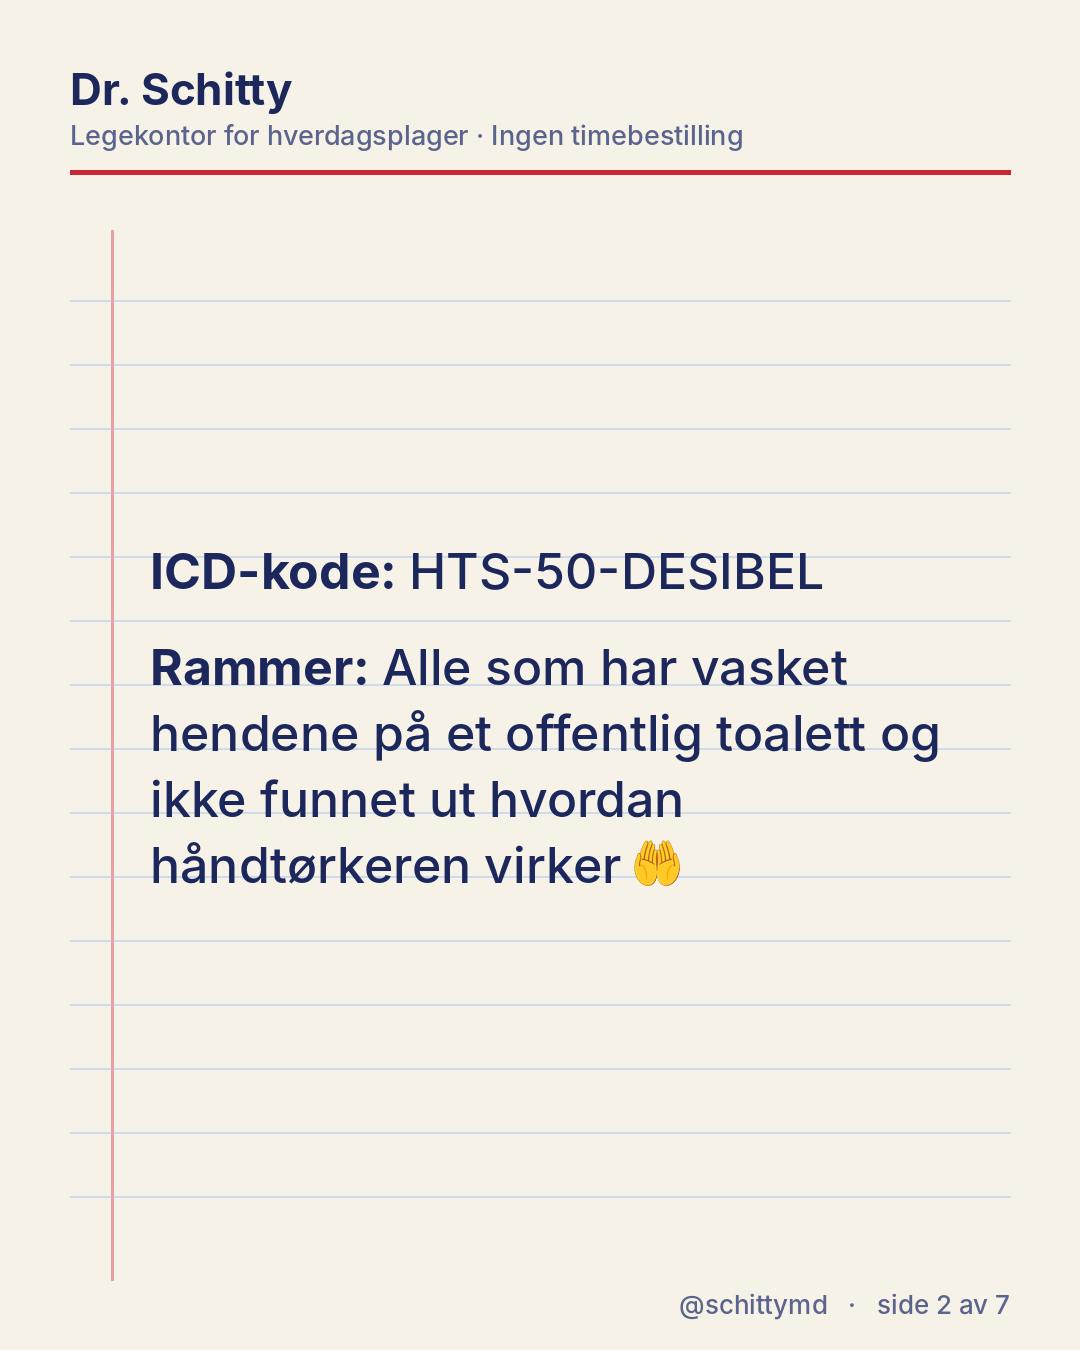 Dr. Schitty
Legekontor for hverdagsplager · Ingen timebestilling
ICD-kode: HTS-50-DESIBEL
Rammer: Alle som har vasket
hendene på et offentlig toalett og
ikke funnet ut hvordan
håndtørkeren virker 🤲
@schittymd · side 2 av 7